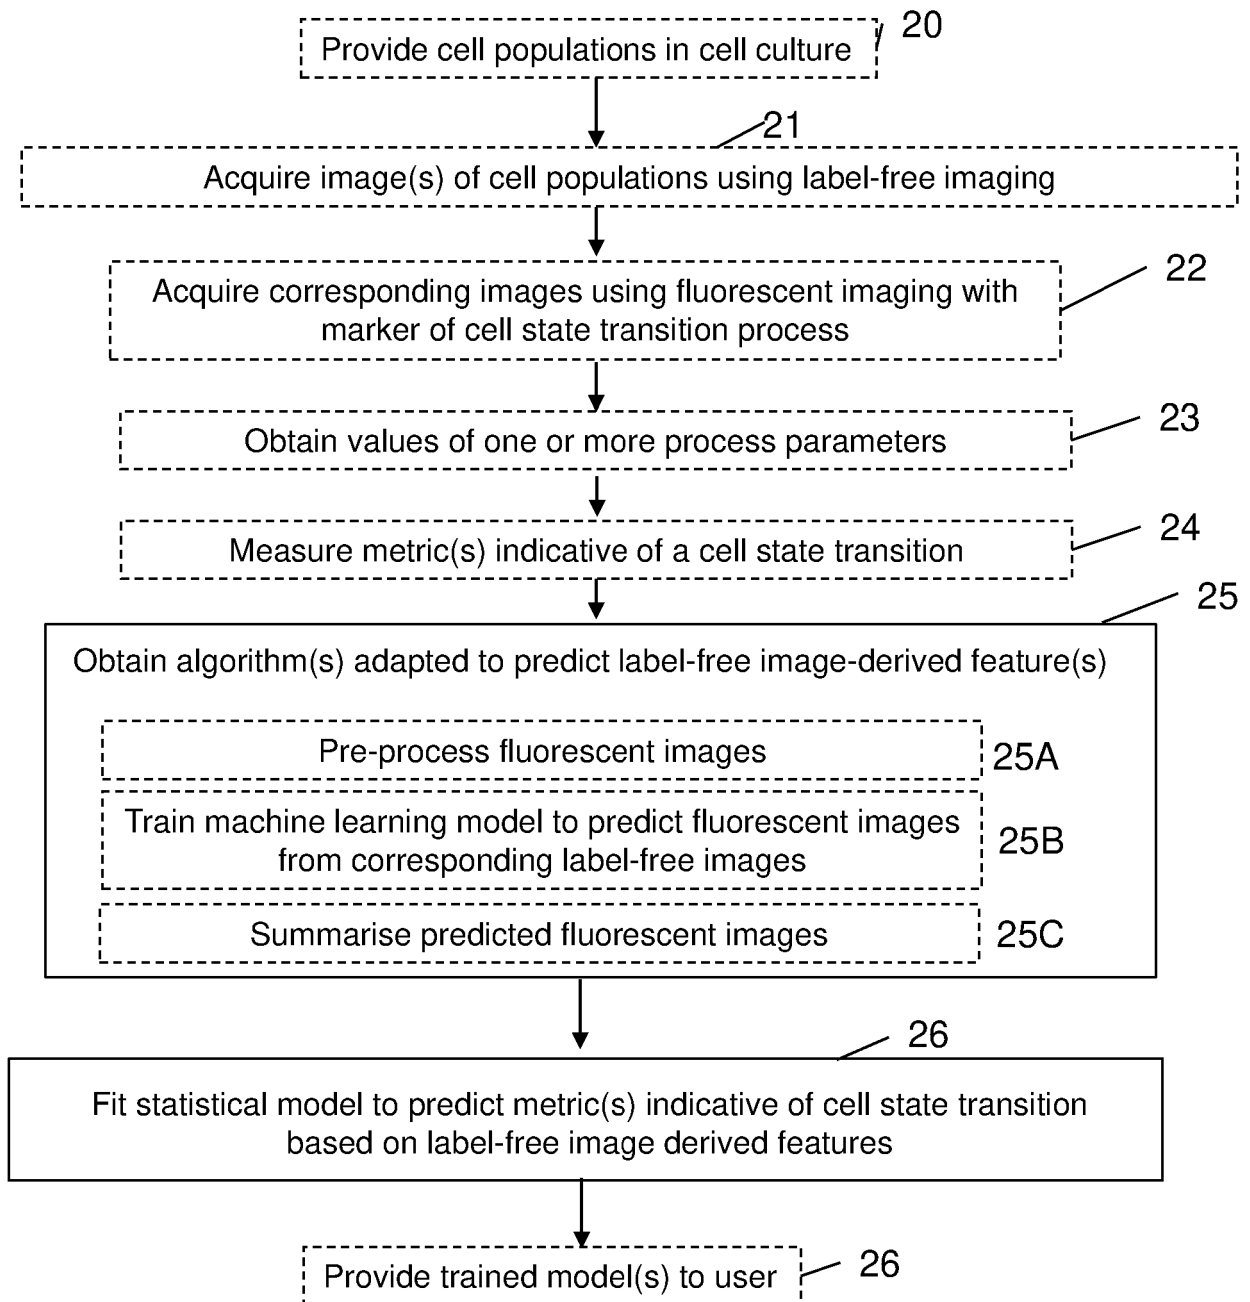 Provide cell populations in cell culture
20
21
Acquire image(s) of cell populations using label-free imaging
22
Acquire corresponding images using fluorescent imaging with
marker of cell state transition process
23
Obtain values of one or more process parameters
24
Measure metric(s) indicative of a cell state transition
25
Obtain algorithm(s) adapted to predict label-free image-derived feature(s)
Pre-process fluorescent images
25A
Train machine learning model to predict fluorescent images
from corresponding label-free images
25B
Summarise predicted fluorescent images
25C
26
Fit statistical model to predict metric(s) indicative of cell state transition
based on label-free image derived features
Provide trained model(s) to user
26